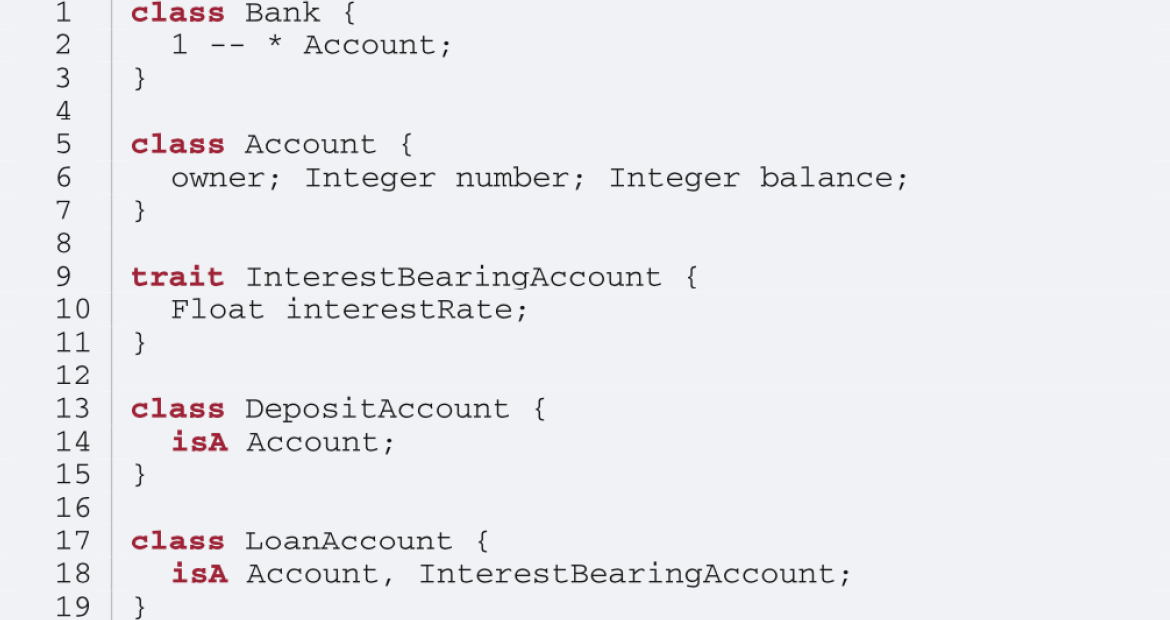 1 class Bank {
2 1 -- * Account;
3 }
4
5 class Account {
6 owner; Integer number; Integer balance;
7 }
8
9 trait InterestBearingAccount {
10 Float interestRate;
11 }
12
13 class DepositAccount {
14 isA Account;
15 }
16
17 class LoanAccount {
18 isA Account, InterestBearingAccount;
19 }